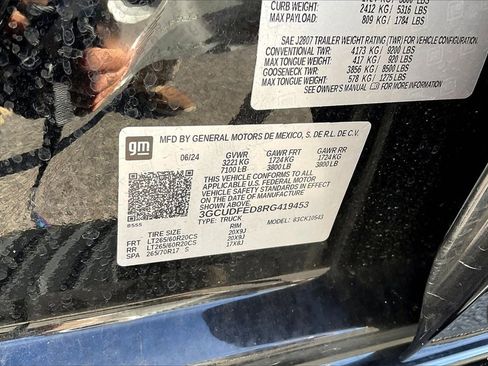 2412 KG / 5316 LBS
CURB WEIGHT:
MAX PAYLOAD:
809 KG / 1784 LBS
SAE J2807 TRAILER WEIGHT RATING (TWR) FOR VEHICLE CONFIGURATION.
CONVENTIONAL TWR: 4173 KG / 9200 LBS
MAX TONGUE WEIGHT: 417 KG / 920 LBS
GOOSENECK TWR: 3856 KG / 8500 LBS
MAX TONGUE WEIGHT: 578 KG / 1275 LBS
SEE OWNER'S MANUAL FOR MORE INFORMATION.
gm
MFD BY GENERAL MOTORS DE MEXICO, S. DE R.L. DE C.V.
06/24 GVWR GAWR FRT GAWR RR
3221 KG 1724 KG 1724 KG
7100 LB 3800 LB 3800 LB
THIS VEHICLE CONFORMS TO ALL
APPLICABLE U.S. FEDERAL MOTOR
VEHICLE SAFETY STANDARDS IN EFFECT
ON THE DATE OF MANUFACTURE
SHOWN ABOVE.
3GCUDFED8RG419453
TYPE: TRUCK 83CK10543
TIRE SIZE RIM
FRT LT265/60R20CS 20X9J
RR LT265/60R20CS 20X9J
SPA 265/70R17 S 17X8J